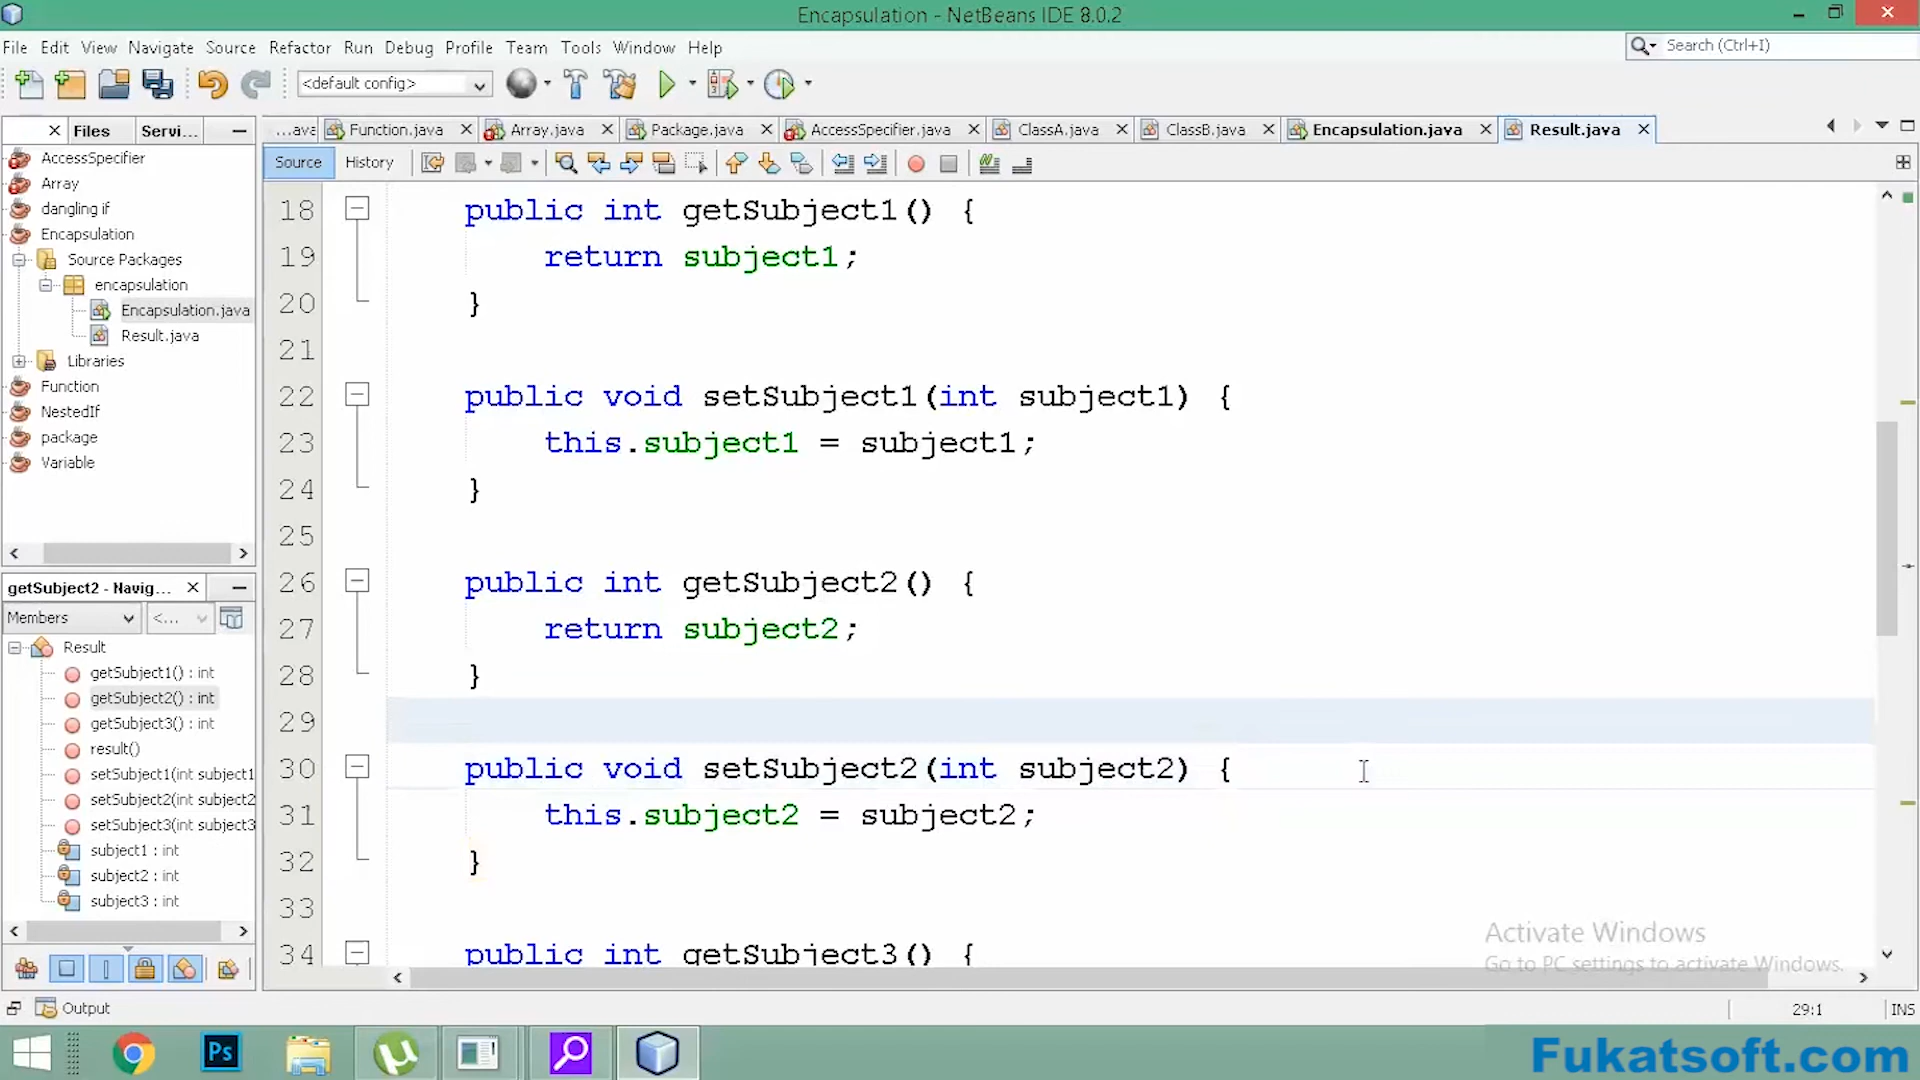 Encapsulation - NetBeans IDE 8.0.2
File Edit View Navigate Source Refactor Run Debug Profile Team Tools Window Help
Search (Ctrl+I)
<default config>
Files Servi...
...ava Function.java Array.java Package.java AccessSpecifier.java ClassA.java ClassB.java Encapsulation.java Result.java
Source History
AccessSpecifier
Array
dangling if
Encapsulation
Source Packages
encapsulation
Encapsulation.java
Result.java
Libraries
Function
NestedIf
package
Variable
getSubject2 - Navig...
Members <...
Result
getSubject1() : int
getSubject2() : int
getSubject3() : int
result()
setSubject1(int subject1
setSubject2(int subject2
setSubject3(int subject3
subject1 : int
subject2 : int
subject3 : int
18 public int getSubject1() {
19 return subject1;
20 }
21
22 public void setSubject1(int subject1) {
23 this.subject1 = subject1;
24 }
25
26 public int getSubject2() {
27 return subject2;
28 }
29
30 public void setSubject2(int subject2) {
31 this.subject2 = subject2;
32 }
33
34 public int getSubject3() {
Activate Windows
Go to PC settings to activate Windows.
Output
29:1 INS
Ps
Fukatsoft.com